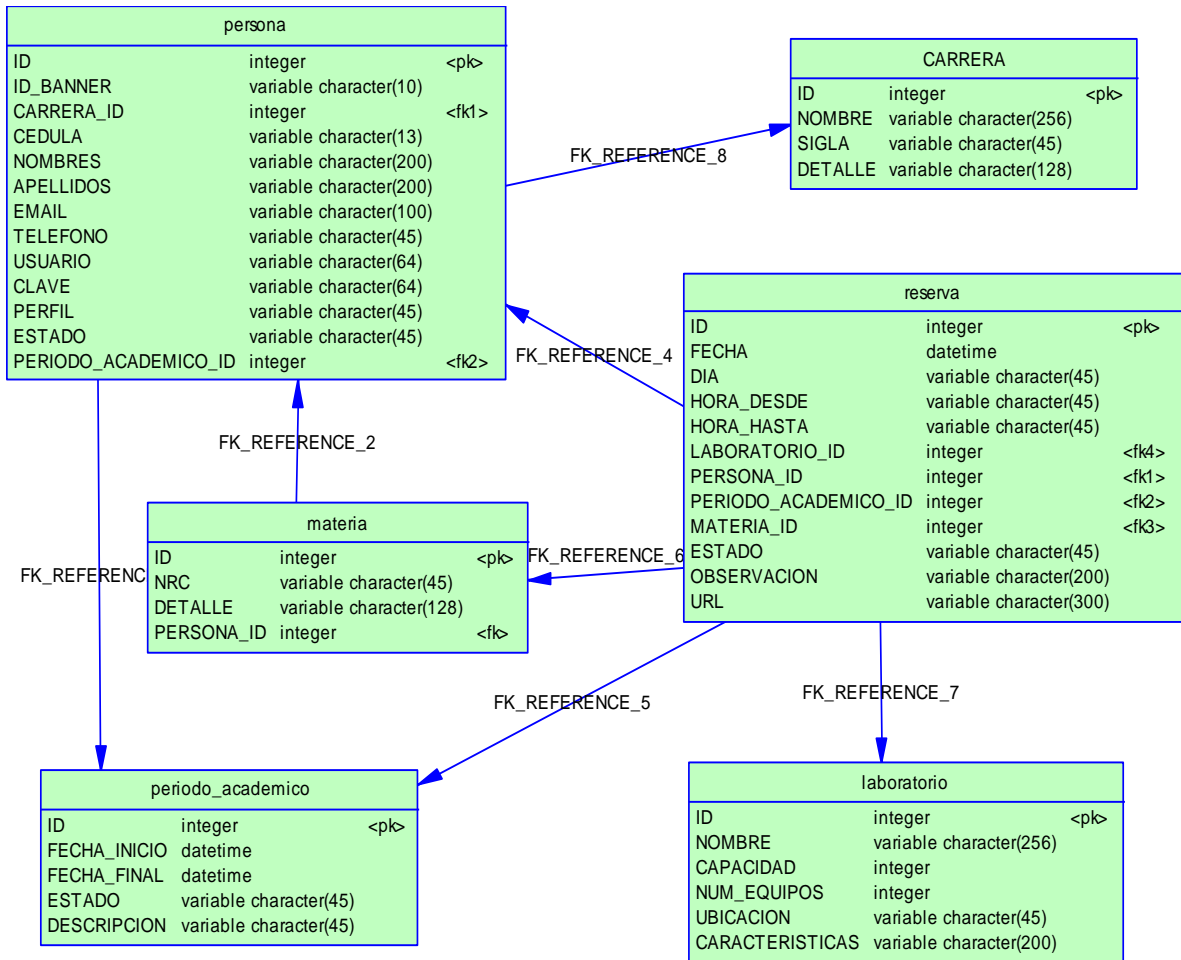 persona
ID integer <pk>
ID_BANNER variable character(10)
CARRERA_ID integer <fk1>
CEDULA variable character(13)
NOMBRES variable character(200)
APELLIDOS variable character(200)
EMAIL variable character(100)
TELEFONO variable character(45)
USUARIO variable character(64)
CLAVE variable character(64)
PERFIL variable character(45)
ESTADO variable character(45)
PERIODO_ACADEMICO_ID integer <fk2>
CARRERA
ID integer <pk>
NOMBRE variable character(256)
SIGLA variable character(45)
DETALLE variable character(128)
FK_REFERENCE_8
reserva
ID integer <pk>
FECHA datetime
DIA variable character(45)
HORA_DESDE variable character(45)
HORA_HASTA variable character(45)
LABORATORIO_ID integer <fk4>
PERSONA_ID integer <fk1>
PERIODO_ACADEMICO_ID integer <fk2>
MATERIA_ID integer <fk3>
ESTADO variable character(45)
OBSERVACION variable character(200)
URL variable character(300)
FK_REFERENCE_4
FK_REFERENCE_2
materia
ID integer <pk>
NRC variable character(45)
DETALLE variable character(128)
PERSONA_ID integer <fk>
FK_REFERENCE_6
FK_REFERENC
FK_REFERENCE_5
FK_REFERENCE_7
periodo_academico
ID integer <pk>
FECHA_INICIO datetime
FECHA_FINAL datetime
ESTADO variable character(45)
DESCRIPCION variable character(45)
laboratorio
ID integer <pk>
NOMBRE variable character(256)
CAPACIDAD integer
NUM_EQUIPOS integer
UBICACION variable character(45)
CARACTERISTICAS variable character(200)